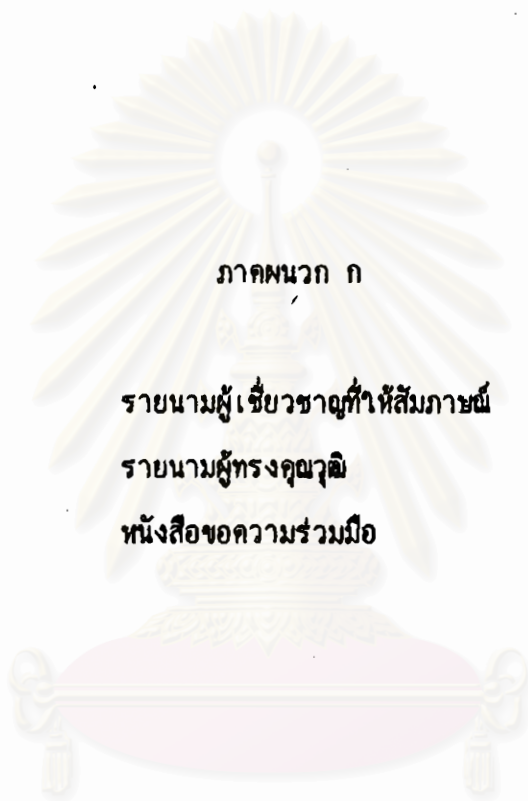 ภาคผนวก ก
รายนามผู้เชี่ยวชาญที่ให้สัมภาษณ์
รายนามผู้ทรงคุณวุฒิ
หนังสือขอความร่วมมือ